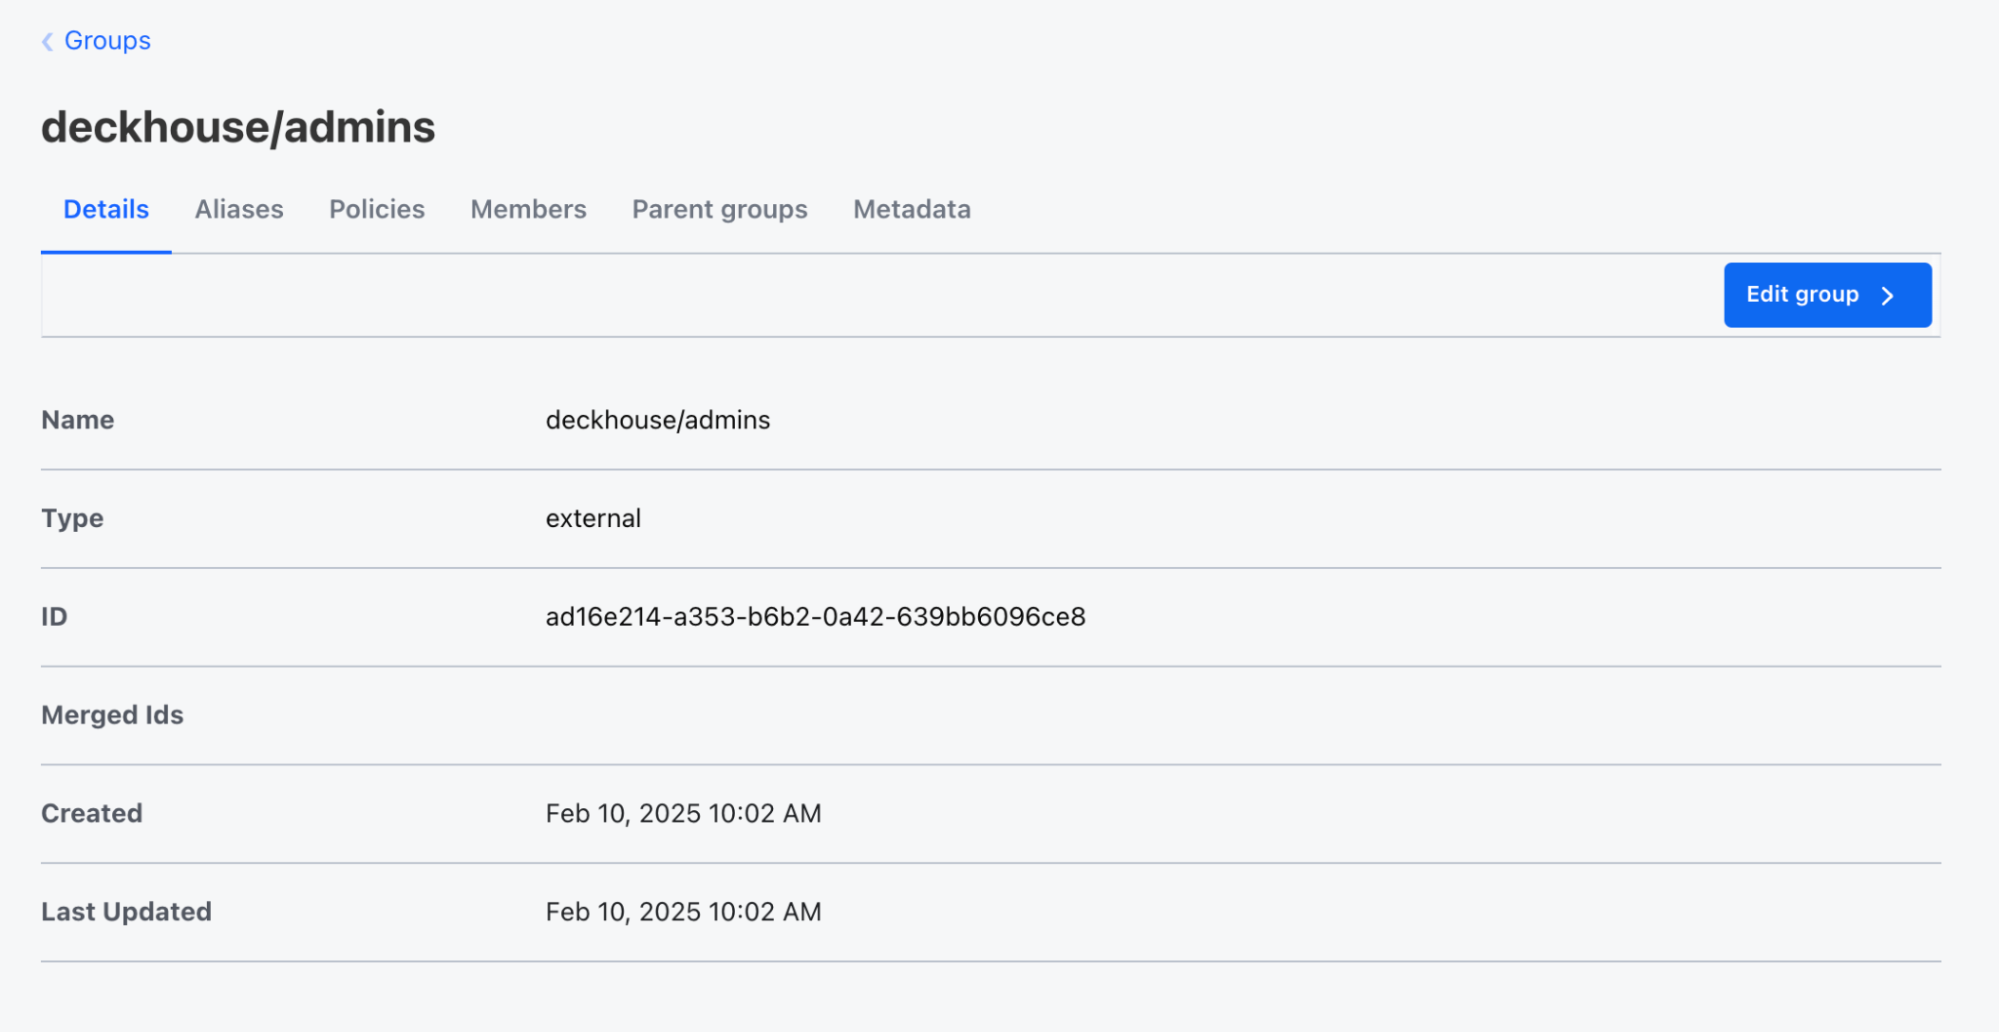 Groups
deckhouse/admins
Details Aliases Policies Members Parent groups Metadata
Edit group
Name deckhouse/admins
Type external
ID ad16e214-a353-b6b2-0a42-639bb6096ce8
Merged Ids
Created Feb 10, 2025 10:02 AM
Last Updated Feb 10, 2025 10:02 AM